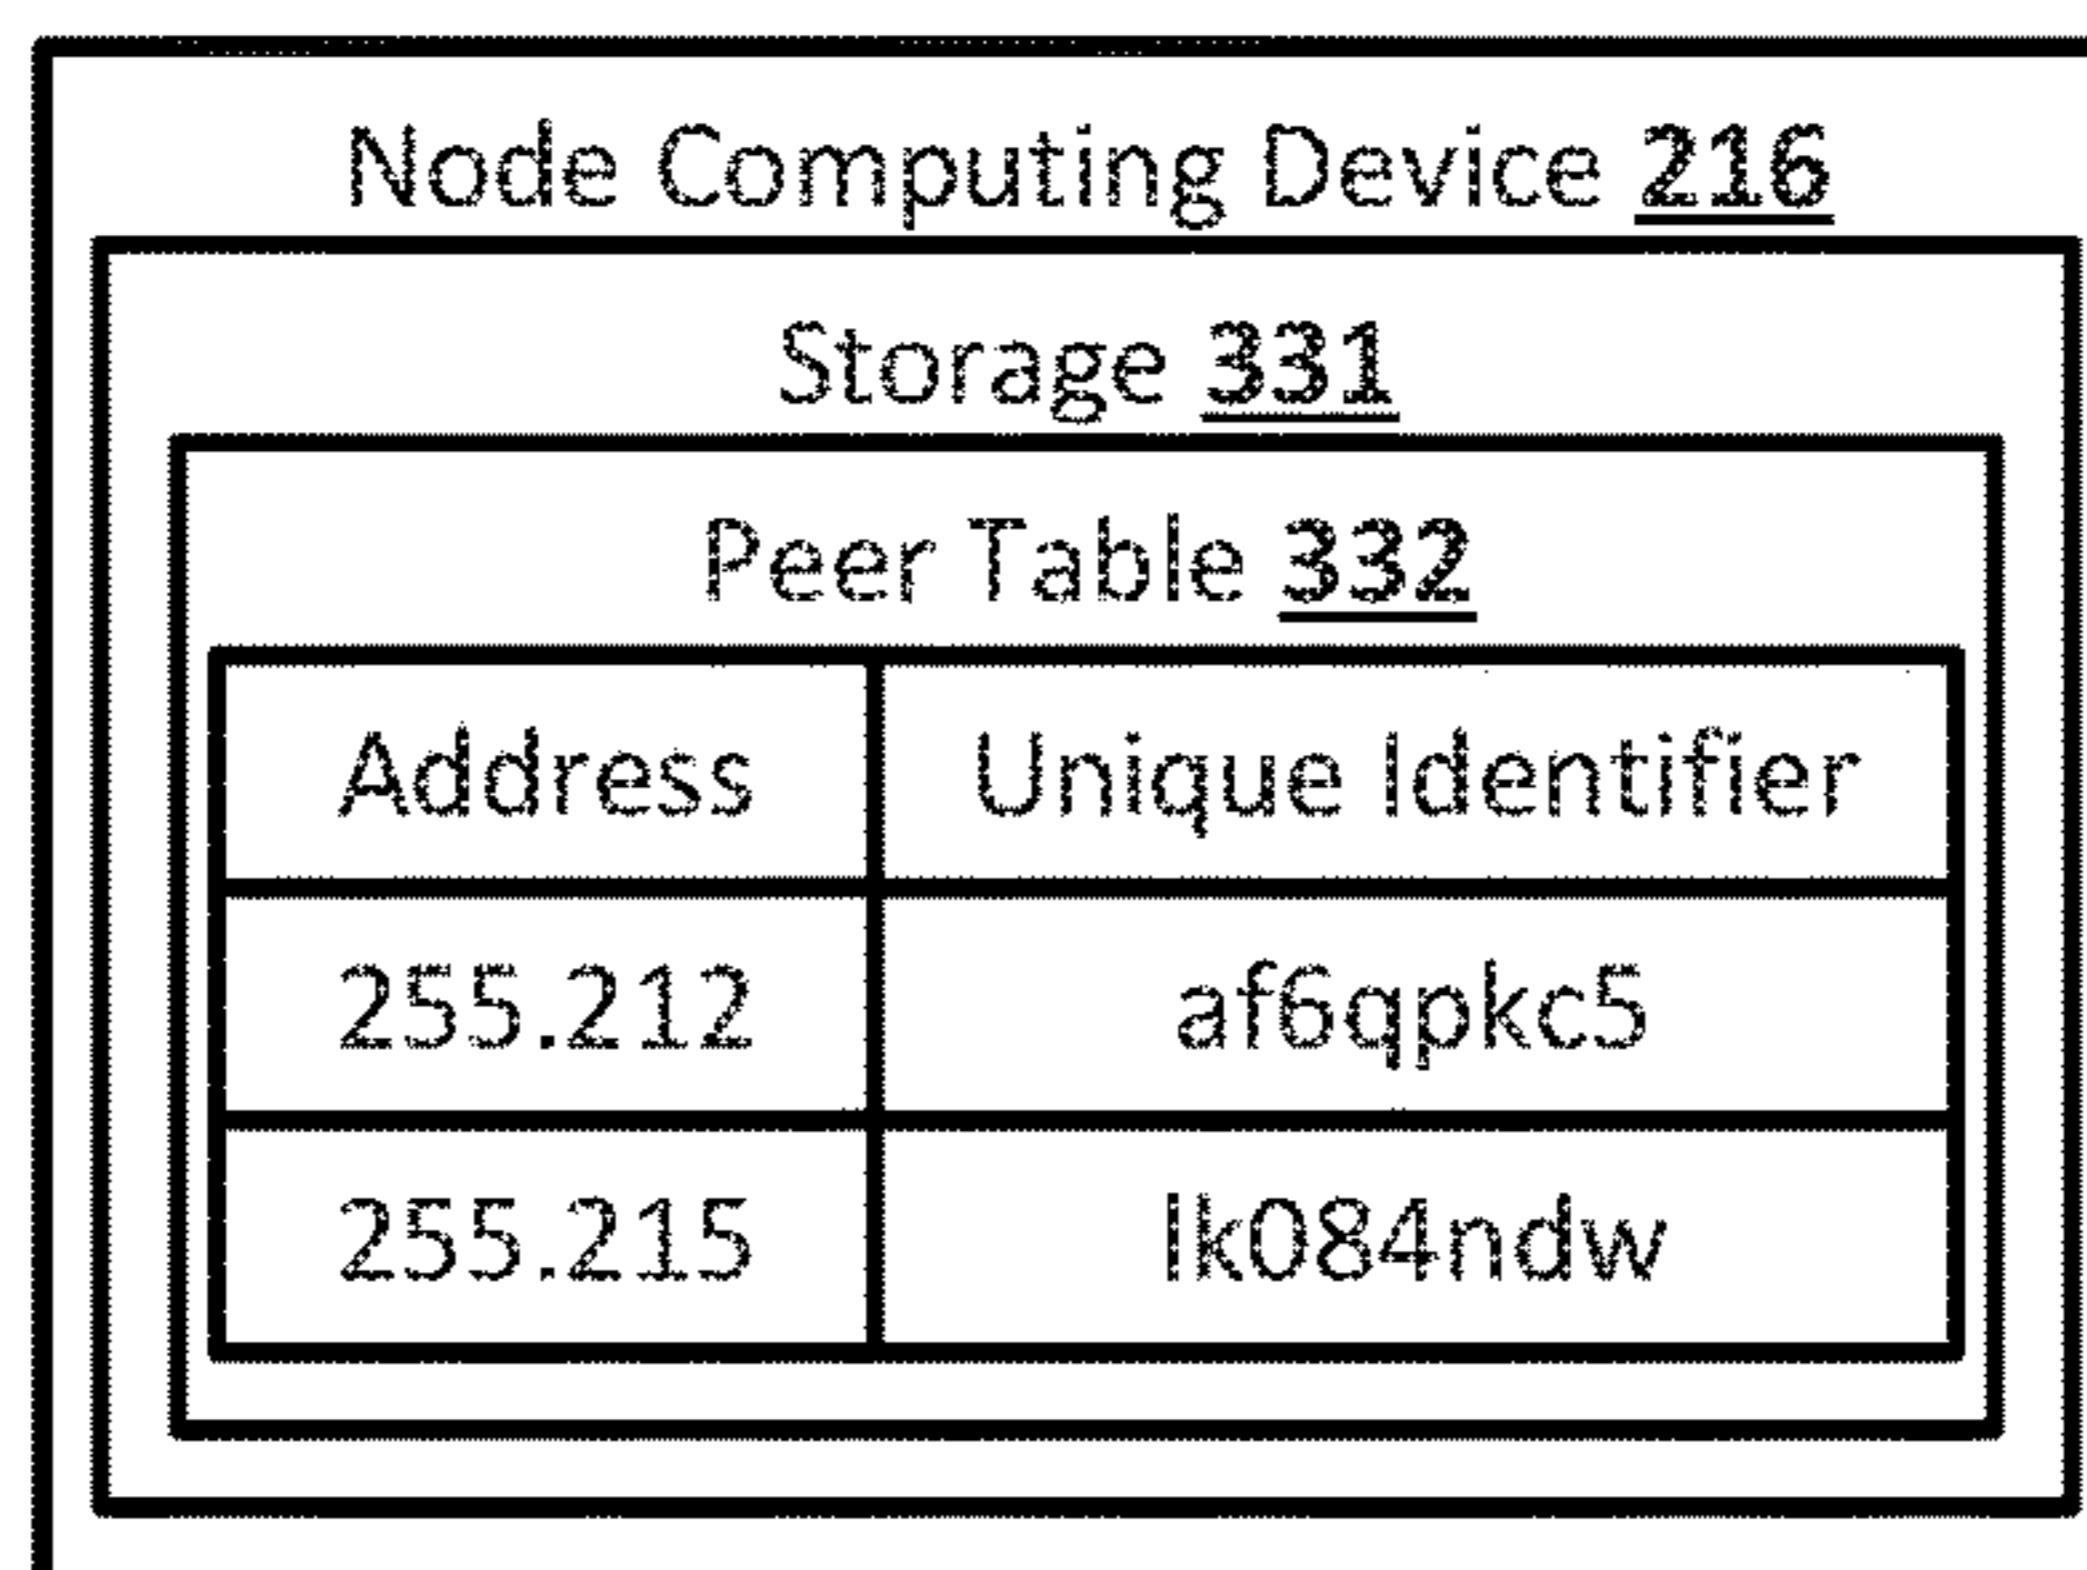 Node Computing Device 216
Storage 331
Peer Table 332
Address Unique Identifier
255.212 af6qpkc5
255.215 lk084ndw